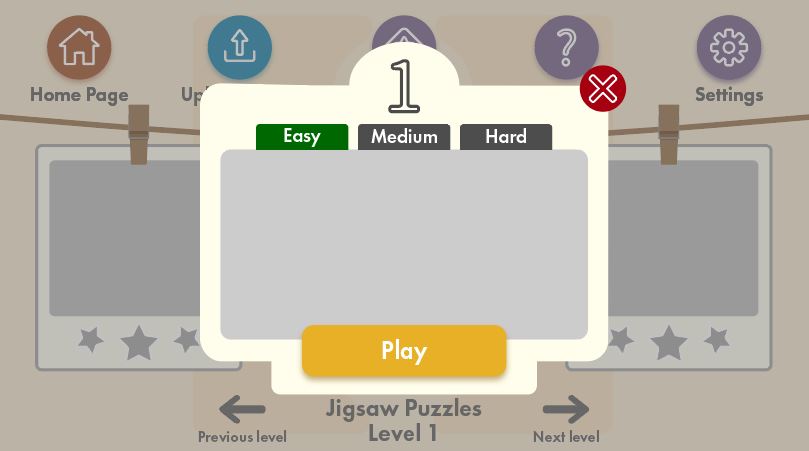 Home Page
Settings
1
Easy
Medium
Hard
Play
Jigsaw Puzzles
Level 1
Previous level
Next level